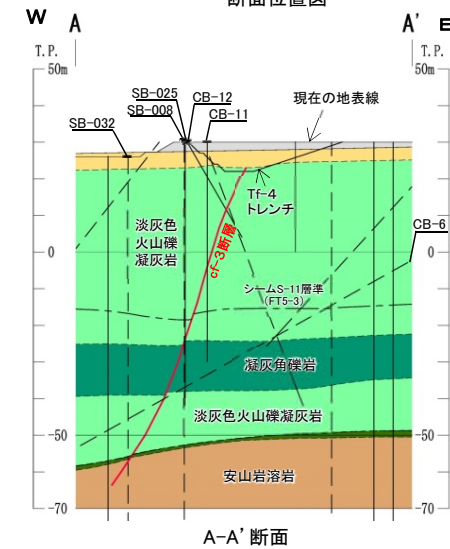 断面位置図
W A A' E
T.P. T.P.
50m 50m
SB-025
CB-12
SB-008
CB-11
現在の地表線
SB-032
Tf-4
トレンチ
淡灰色
火山礫
凝灰岩
cf-3断層
CB-6
0 0
シームS-11層準
(FT5-3)
凝灰角礫岩
淡灰色火山礫凝灰岩
-50 -50
安山岩溶岩
-70 -70
A-A'断面